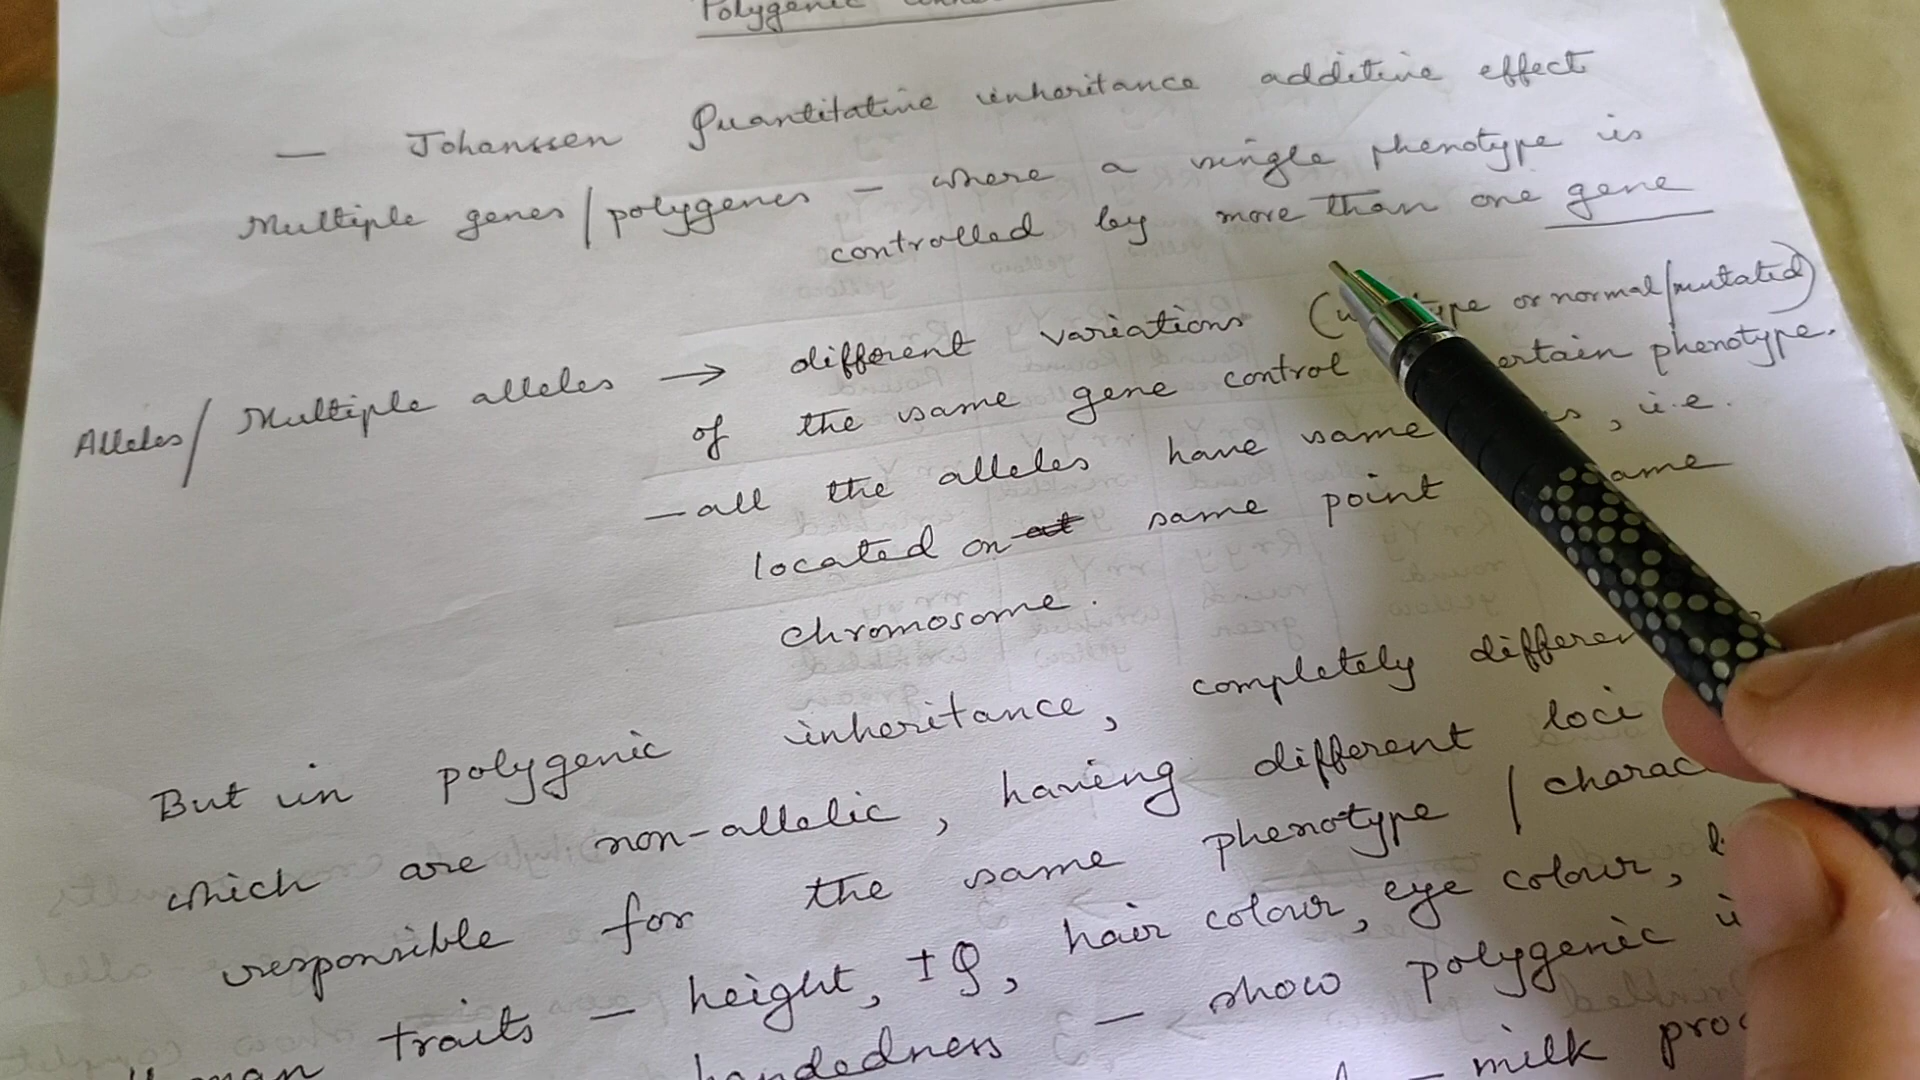 Polygenic
— Johanssen Quantitative inheritance additive effect
Multiple genes/polygenes – where a single phenotype is
controlled by more than one gene
Alleles/ Multiple alleles → different variations ( type or normal/mutated)
of the same gene control ertain phenotype.
— all the alleles have same s, i.e.
located on at same point ame
chromosome.
But in polygenic inheritance, completely differen
which are non-allelic, having different loci
responsible for the same phenotype / charac
traits — height, IQ, hair colour, eye colour,
handedness — show polygenic i
— milk pro